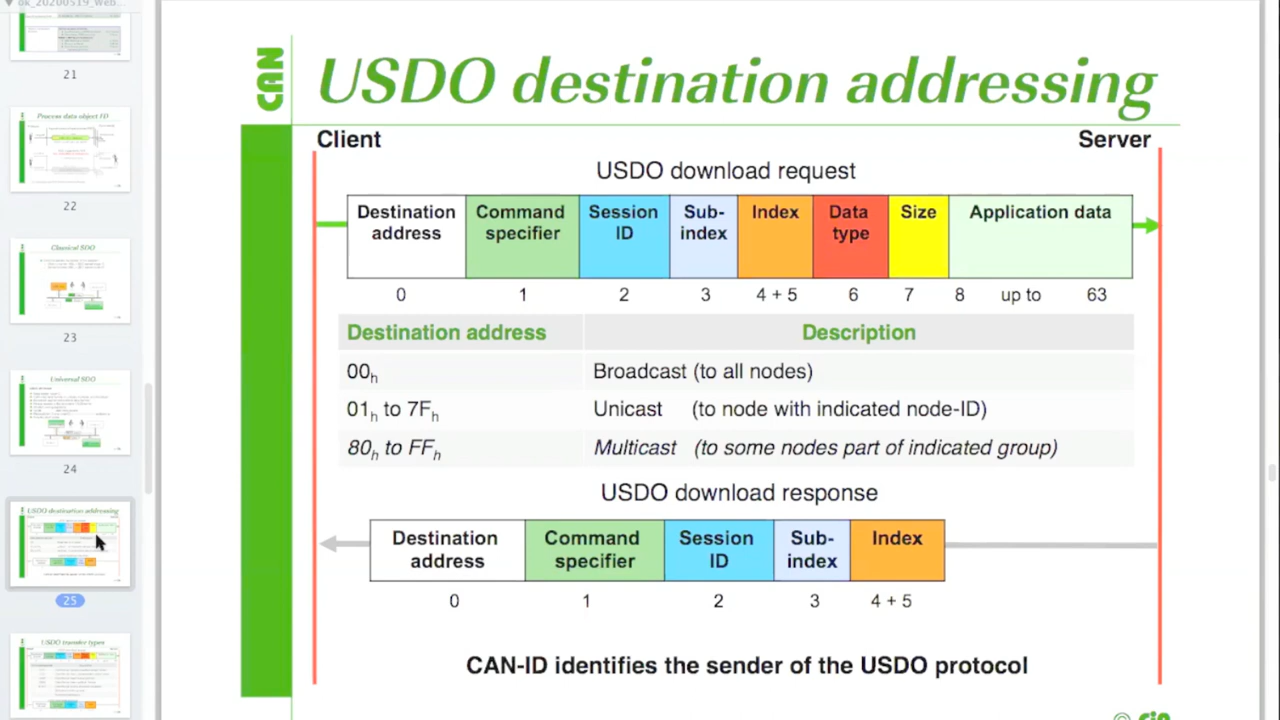 ok_20200519_Web...
21
Process data object ID
22
Classical SDO
23
Universal SDO
24
USDO destination addressing
25
USDO transfer types
CAN
USDO destination addressing
Client Server
USDO download request
Destination address Command specifier Session ID Sub-index Index Data type Size Application data
0 1 2 3 4 + 5 6 7 8 up to 63
Destination address Description
00h Broadcast (to all nodes)
01h to 7Fh Unicast (to node with indicated node-ID)
80h to FFh Multicast (to some nodes part of indicated group)
USDO download response
Destination address Command specifier Session ID Sub-index Index
0 1 2 3 4 + 5
CAN-ID identifies the sender of the USDO protocol
©